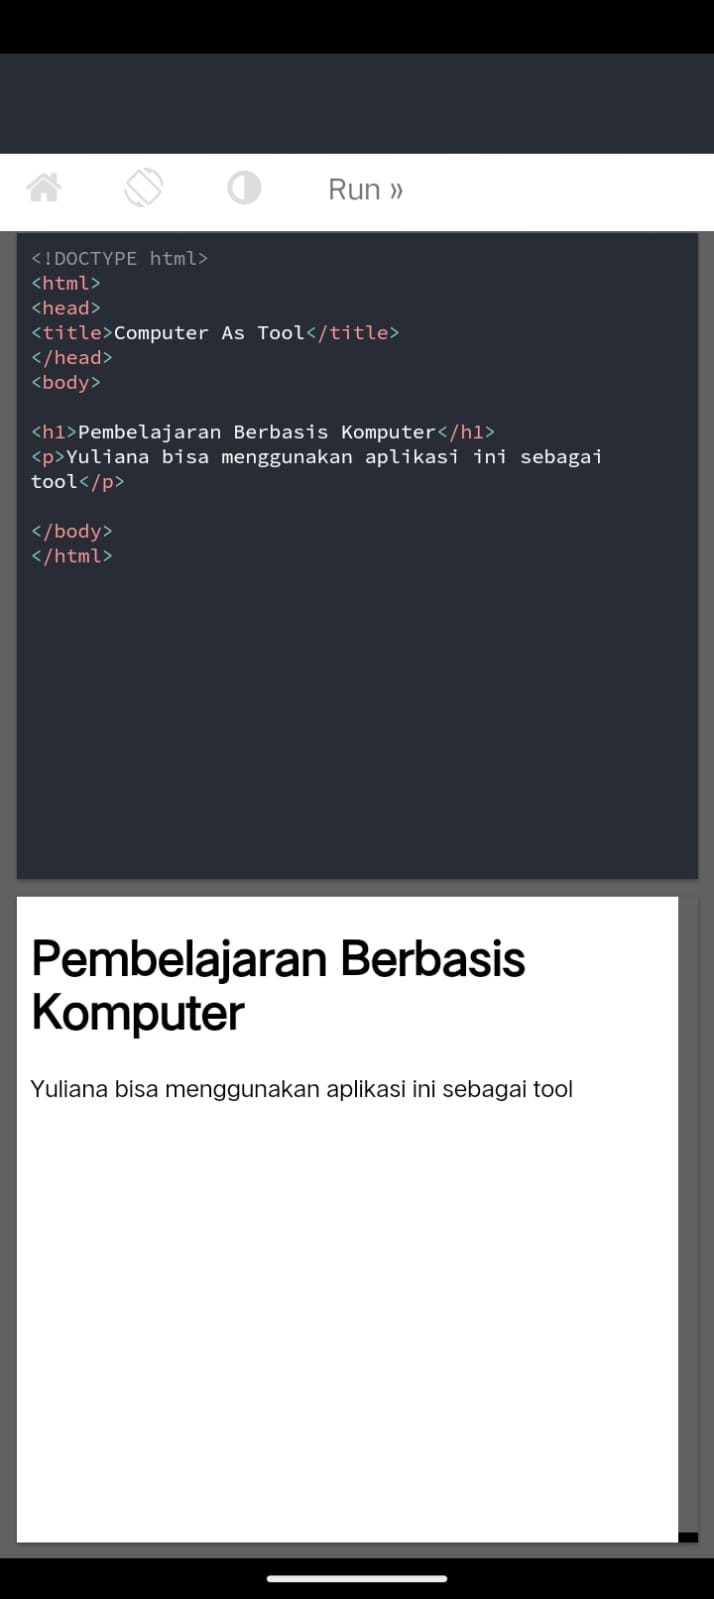 Run »
<!DOCTYPE html>
<html>
<head>
<title>Computer As Tool</title>
</head>
<body>
<h1>Pembelajaran Berbasis Komputer</h1>
<p>Yuliana bisa menggunakan aplikasi ini sebagai
tool</p>
</body>
</html>
Pembelajaran Berbasis
Komputer
Yuliana bisa menggunakan aplikasi ini sebagai tool